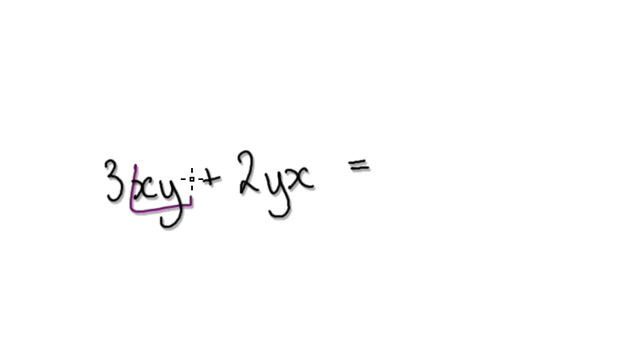 3xy + 2yx =